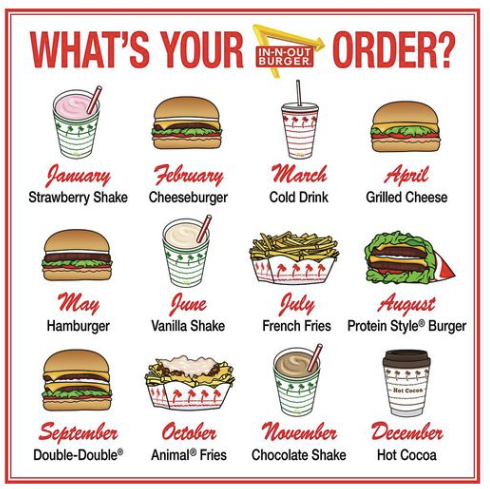 WHAT'S YOUR IN-N-OUT BURGER ORDER?
January February March April
Strawberry Shake Cheeseburger Cold Drink Grilled Cheese
May June July August
Hamburger Vanilla Shake French Fries Protein Style® Burger
Hot Cocoa
September October November December
Double-Double® Animal® Fries Chocolate Shake Hot Cocoa